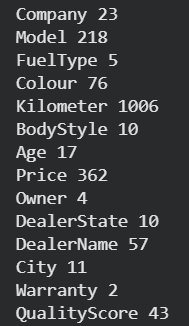 Company 23
Model 218
FuelType 5
Colour 76
Kilometer 1006
BodyStyle 10
Age 17
Price 362
Owner 4
DealerState 10
DealerName 57
City 11
Warranty 2
QualityScore 43